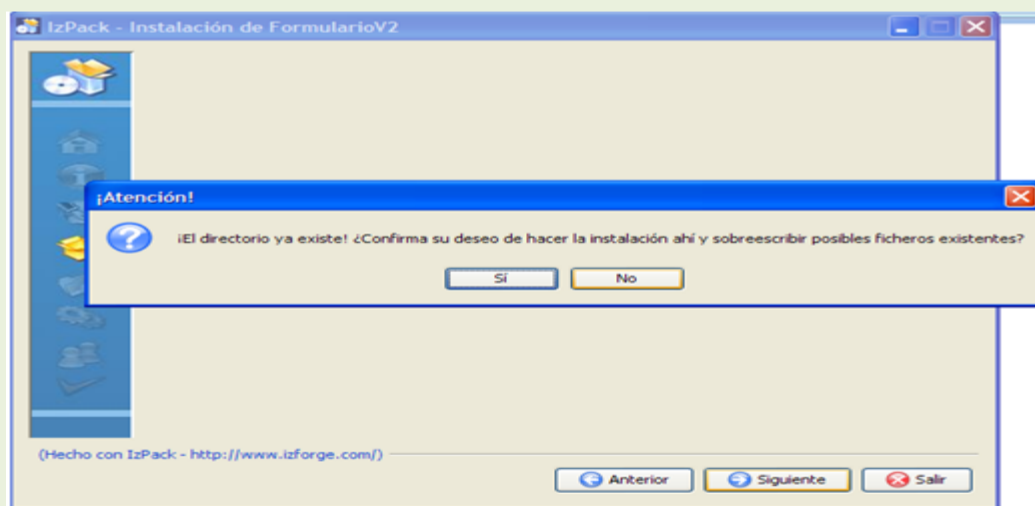 IzPack - Instalación de FormularioV2
¡Atención!
¡El directorio ya existe! ¿Confirma su deseo de hacer la instalación ahí y sobreescribir posibles ficheros existentes?
Sí
No
(Hecho con IzPack - http://www.izforge.com/)
Anterior
Siguiente
Salir